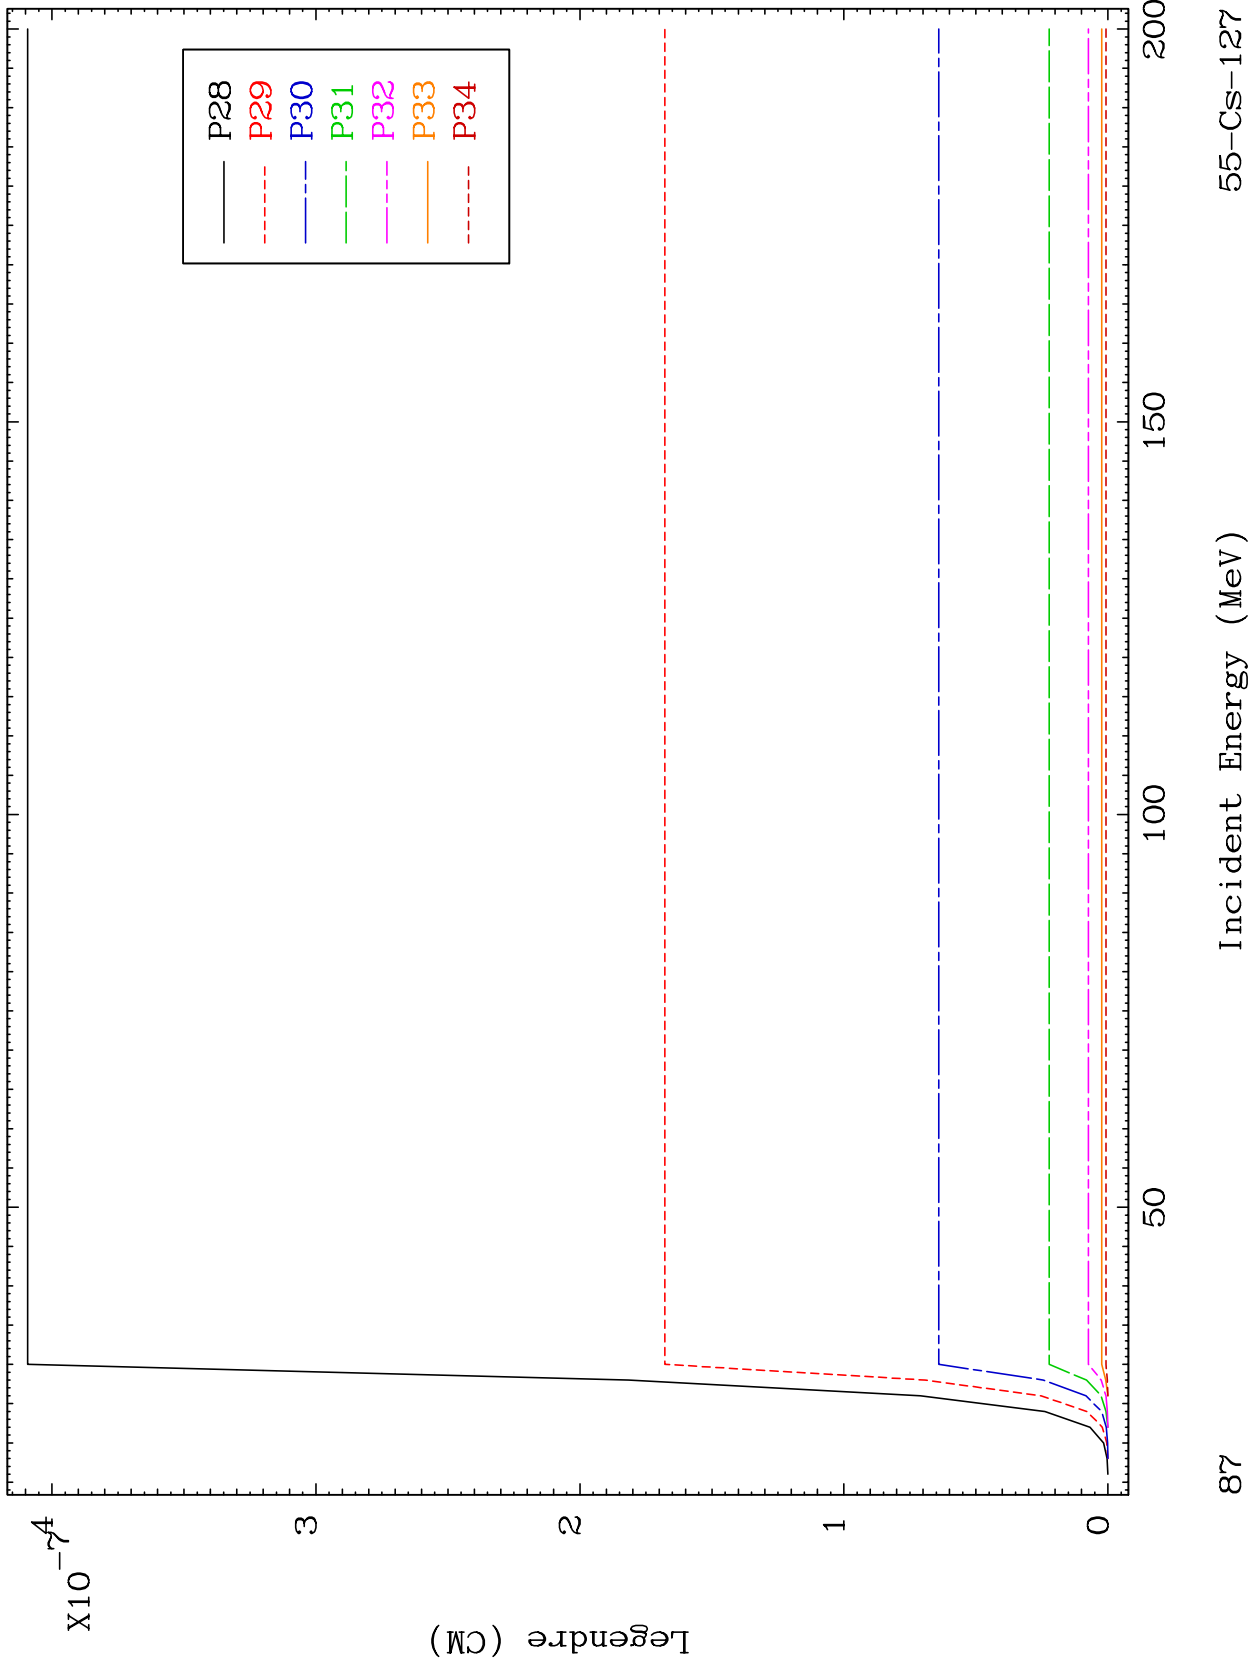 X10
-7
4
3
2
1
0
Legendre (CM)
P28
P29
P30
P31
P32
P33
P34
50
100
150
200
Incident Energy (MeV)
87
55-Cs-127